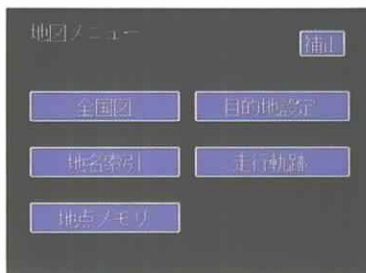 地図メニュー
補正
全国図
目的地設定
地名索引
走行軌跡
地点メモリ